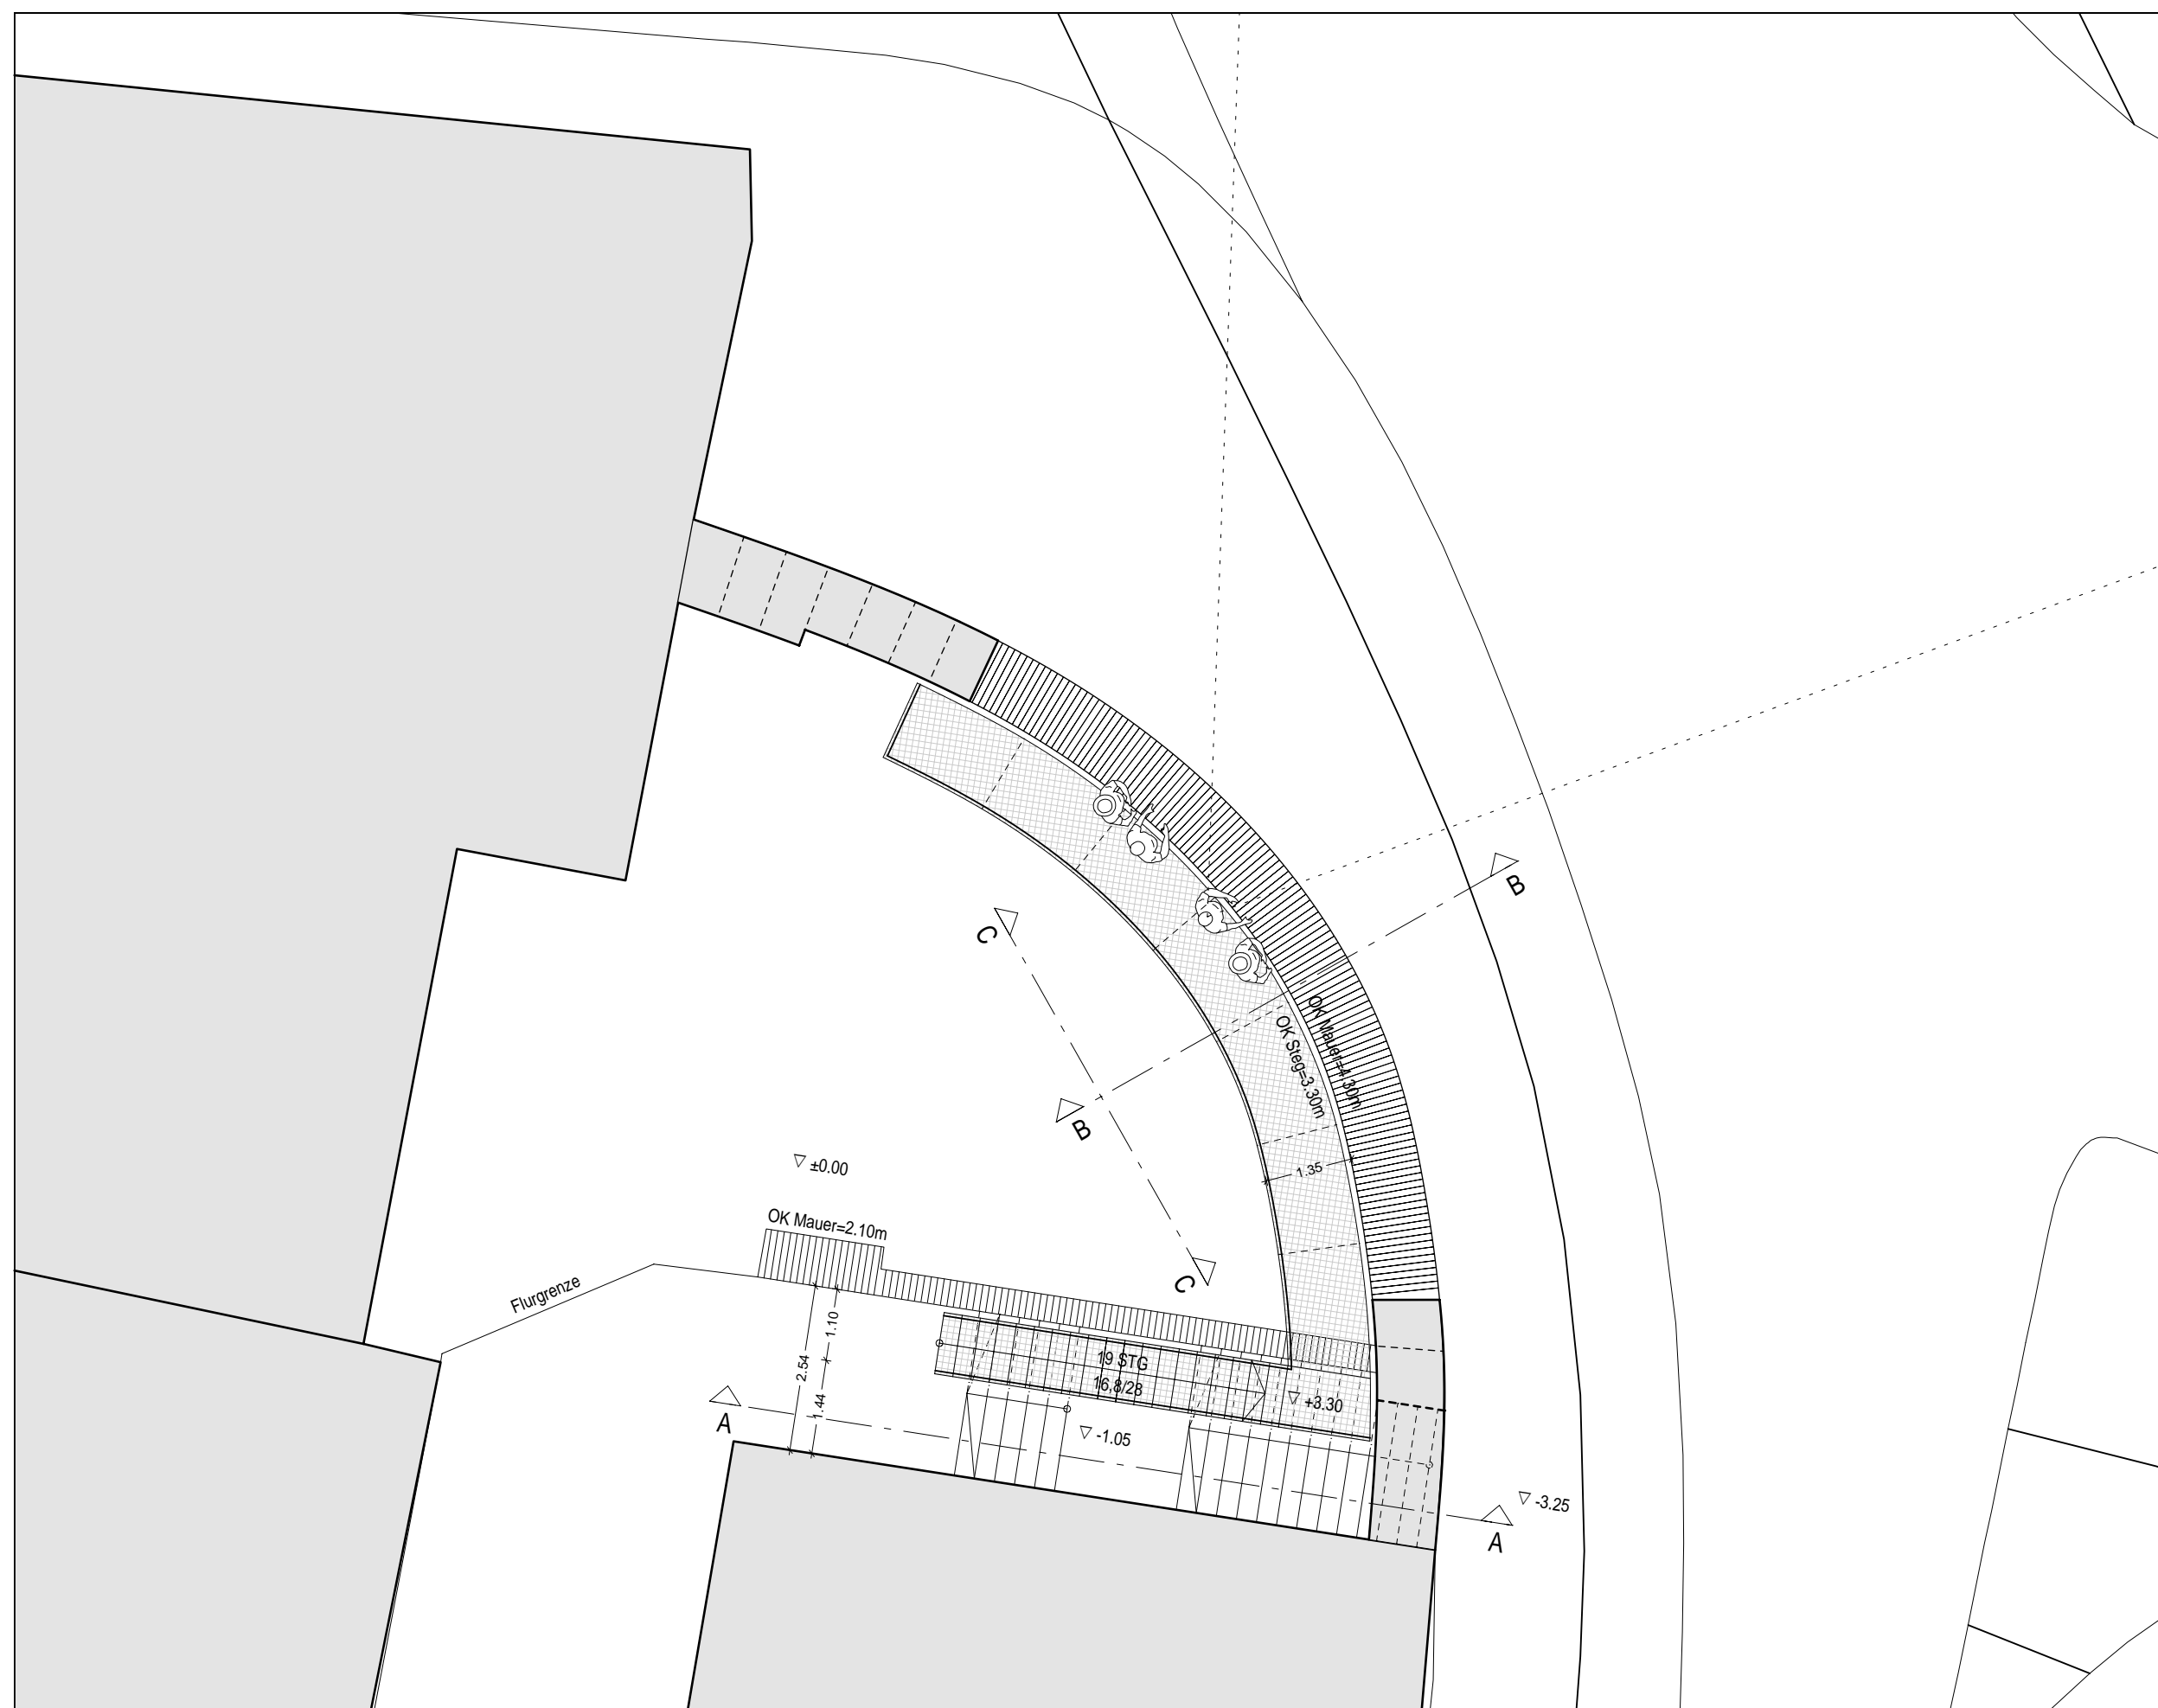 B
C
OK Mauer=4.30m
OK Steg=3.30m
B
1.35
±0.00
OK Mauer=2.10m
C
Flurgrenze
1.10
2.54
1.44
19 STG
16,8/28
+3.30
-1.05
A
-3.25
A